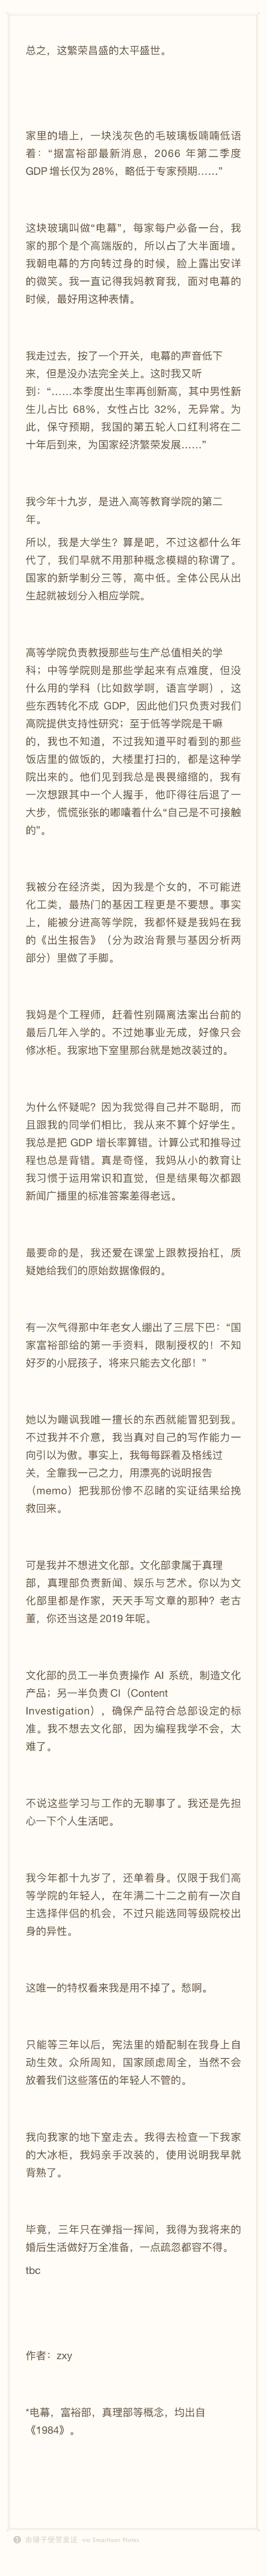 总之，这繁荣昌盛的太平盛世。
家里的墙上，一块浅灰色的毛玻璃板喃喃低语
着：“据富裕部最新消息，2066 年第二季度
GDP 增长仅为 28%，略低于专家预期……”
这块玻璃叫做“电幕”，每家每户必备一台，我
家的那个是个高端版的，所以占了大半面墙。
我朝电幕的方向转过身的时候，脸上露出安详
的微笑。我一直记得我妈教育我，面对电幕的
时候，最好用这种表情。
我走过去，按了一个开关，电幕的声音低下
来，但是没办法完全关上。这时我又听
到：“……本季度出生率再创新高，其中男性新
生儿占比 68%，女性占比 32%，无异常。为
此，保守预期，我国的第五轮人口红利将在二
十年后到来，为国家经济繁荣发展……”
我今年十九岁，是进入高等教育学院的第二
年。
所以，我是大学生？算是吧，不过这都什么年
代了，我们早就不用那种概念模糊的称谓了。
国家的新学制分三等，高中低。全体公民从出
生起就被划分入相应学院。
高等学院负责教授那些与生产总值相关的学
科；中等学院则是那些学起来有点难度，但没
什么用的学科（比如数学啊，语言学啊），这
些东西转化不成 GDP，因此他们只负责对我们
高院提供支持性研究；至于低等学院是干嘛
的，我也不知道，不过我知道平时看到的那些
饭店里的做饭的，大楼里打扫的，都是这种学
院出来的。他们见到我总是畏畏缩缩的，我有
一次想跟其中一个人握手，他吓得往后退了一
大步，慌慌张张的嘟囔着什么“自己是不可接触
的”。
我被分在经济类，因为我是个女的，不可能进
化工类，最热门的基因工程更是不要想。事实
上，能被分进高等学院，我都怀疑是我妈在我
的《出生报告》（分为政治背景与基因分析两
部分）里做了手脚。
我妈是个工程师，赶着性别隔离法案出台前的
最后几年入学的。不过她事业无成，好像只会
修冰柜。我家地下室里那台就是她改装过的。
为什么怀疑呢？因为我觉得自己并不聪明，而
且跟我的同学们相比，我从来不算个好学生。
我总是把 GDP 增长率算错。计算公式和推导过
程也总是背错。真是奇怪，我妈从小的教育让
我习惯于运用常识和直觉，但是结果每次都跟
新闻广播里的标准答案差得老远。
最要命的是，我还爱在课堂上跟教授抬杠，质
疑她给我们的原始数据像假的。
有一次气得那中年老女人绷出了三层下巴：“国
家富裕部给的第一手资料，限制授权的！不知
好歹的小屁孩子，将来只能去文化部！”
她以为嘲讽我唯一擅长的东西就能冒犯到我。
不过我并不介意，我当真对自己的写作能力一
向引以为傲。事实上，我每每踩着及格线过
关，全靠我一己之力，用漂亮的说明报告
（memo）把我那份惨不忍睹的实证结果给挽
救回来。
可是我并不想进文化部。文化部隶属于真理
部，真理部负责新闻、娱乐与艺术。你以为文
化部里都是作家，天天手写文章的那种？老古
董，你还当这是 2019 年呢。
文化部的员工一半负责操作 AI 系统，制造文化
产品；另一半负责 CI（Content
Investigation），确保产品符合总部设定的标
准。我不想去文化部，因为编程我学不会，太
难了。
不说这些学习与工作的无聊事了。我还是先担
心一下个人生活吧。
我今年都十九岁了，还单着身。仅限于我们高
等学院的年轻人，在年满二十二之前有一次自
主选择伴侣的机会，不过只能选同等级院校出
身的异性。
这唯一的特权看来我是用不掉了。愁啊。
只能等三年以后，宪法里的婚配制在我身上自
动生效。众所周知，国家顾虑周全，当然不会
放着我们这些落伍的年轻人不管的。
我向我家的地下室走去。我得去检查一下我家
的大冰柜，我妈亲手改装的，使用说明我早就
背熟了。
毕竟，三年只在弹指一挥间，我得为我将来的
婚后生活做好万全准备，一点疏忽都容不得。
tbc
作者：zxy
*电幕，富裕部，真理部等概念，均出自
《1984》。
由锤子便签发送 via Smartisan Notes